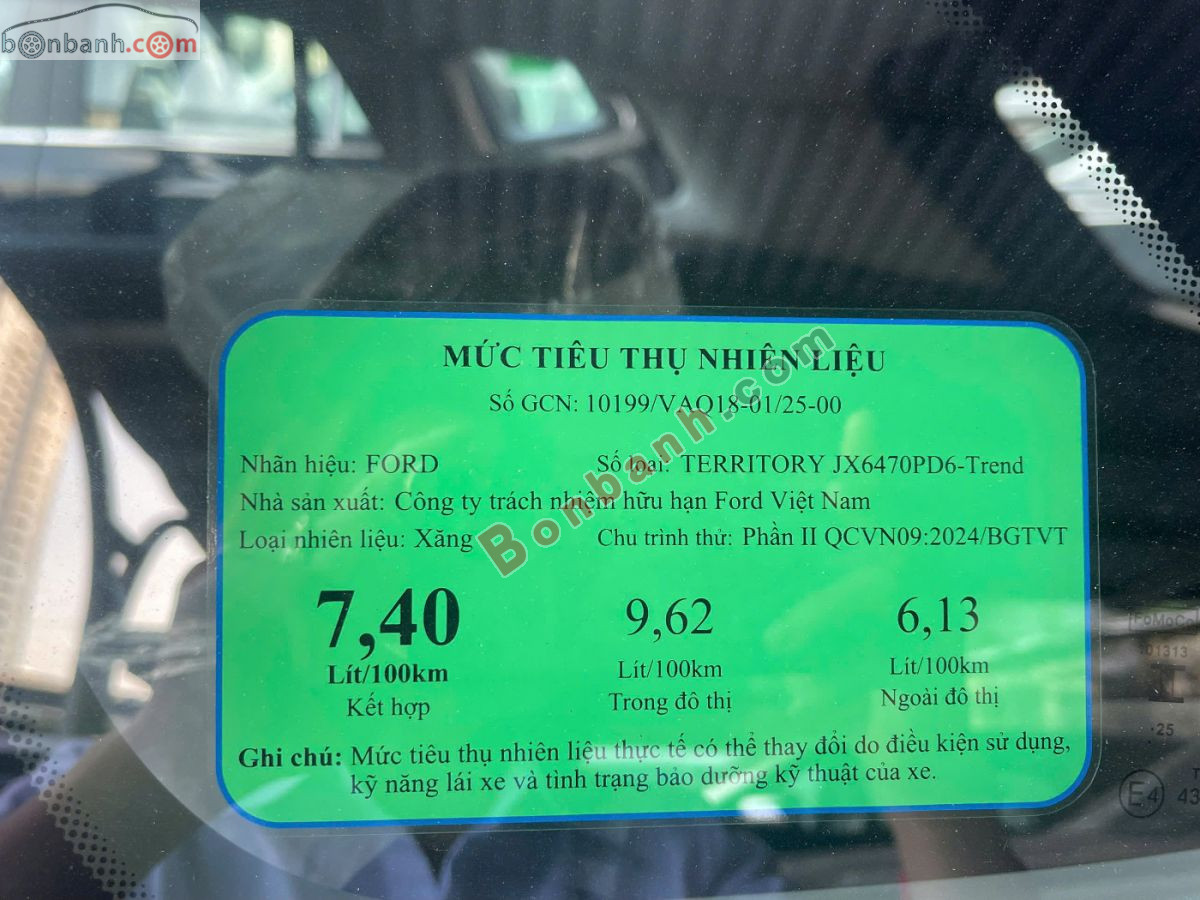 bonbanh.com
MỨC TIÊU THỤ NHIÊN LIỆU
Số GCN: 10199/VAQ18-01/25-00
Nhãn hiệu: FORD Số loại: TERRITORY JX6470PD6-Trend
Nhà sản xuất: Công ty trách nhiệm hữu hạn Ford Việt Nam
Loại nhiên liệu: Xăng Chu trình thử: Phần II QCVN09:2024/BGTVT
Bonbanh.com
7,40 9,62 6,13
Lít/100km Lít/100km Lít/100km
Kết hợp Trong đô thị Ngoài đô thị
Ghi chú: Mức tiêu thụ nhiên liệu thực tế có thể thay đổi do điều kiện sử dụng,
kỹ năng lái xe và tình trạng bảo dưỡng kỹ thuật của xe.
FoMoCo
101313
I
.25
E4 43